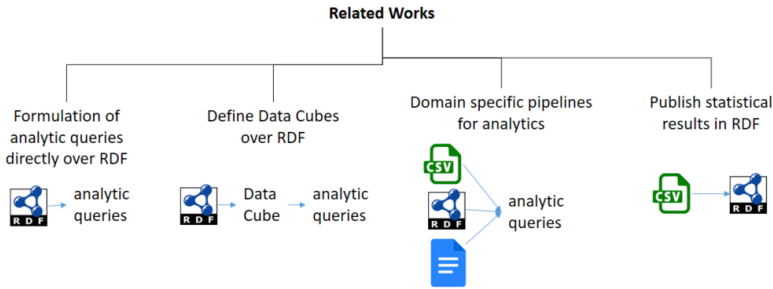 Related Works
Formulation of
analytic queries
directly over RDF
RDF
analytic
queries
Define Data Cubes
over RDF
RDF
Data
Cube
analytic
queries
Domain specific pipelines
for analytics
CSV
RDF
analytic
queries
Publish statistical
results in RDF
CSV
RDF